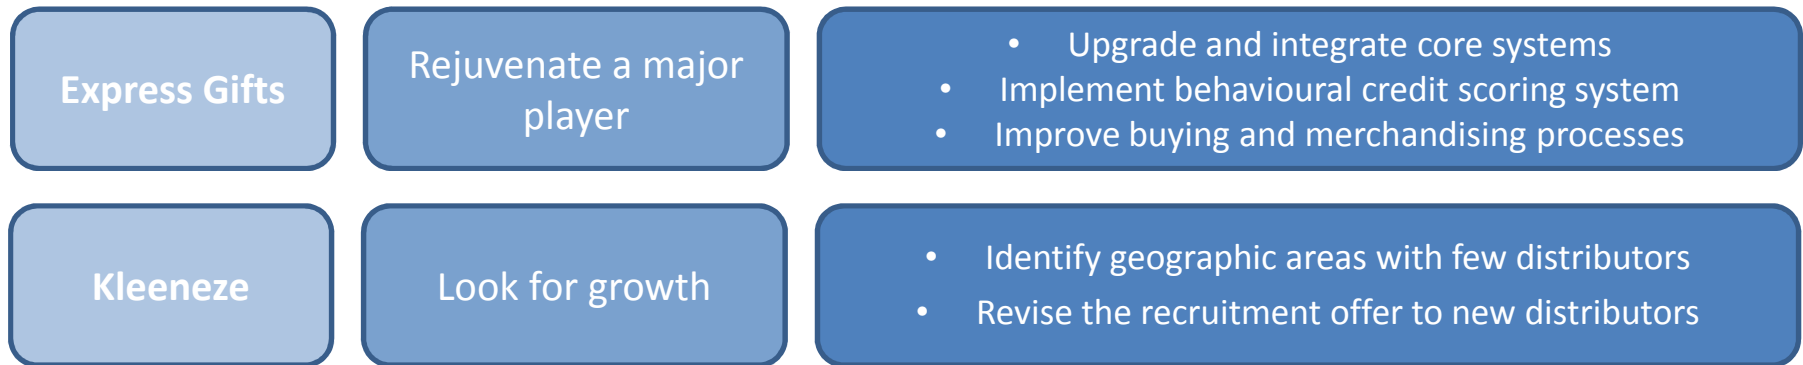 Express Gifts
Rejuvenate a major
player
• Upgrade and integrate core systems
• Implement behavioural credit scoring system
• Improve buying and merchandising processes
Kleeneze
Look for growth
• Identify geographic areas with few distributors
• Revise the recruitment offer to new distributors